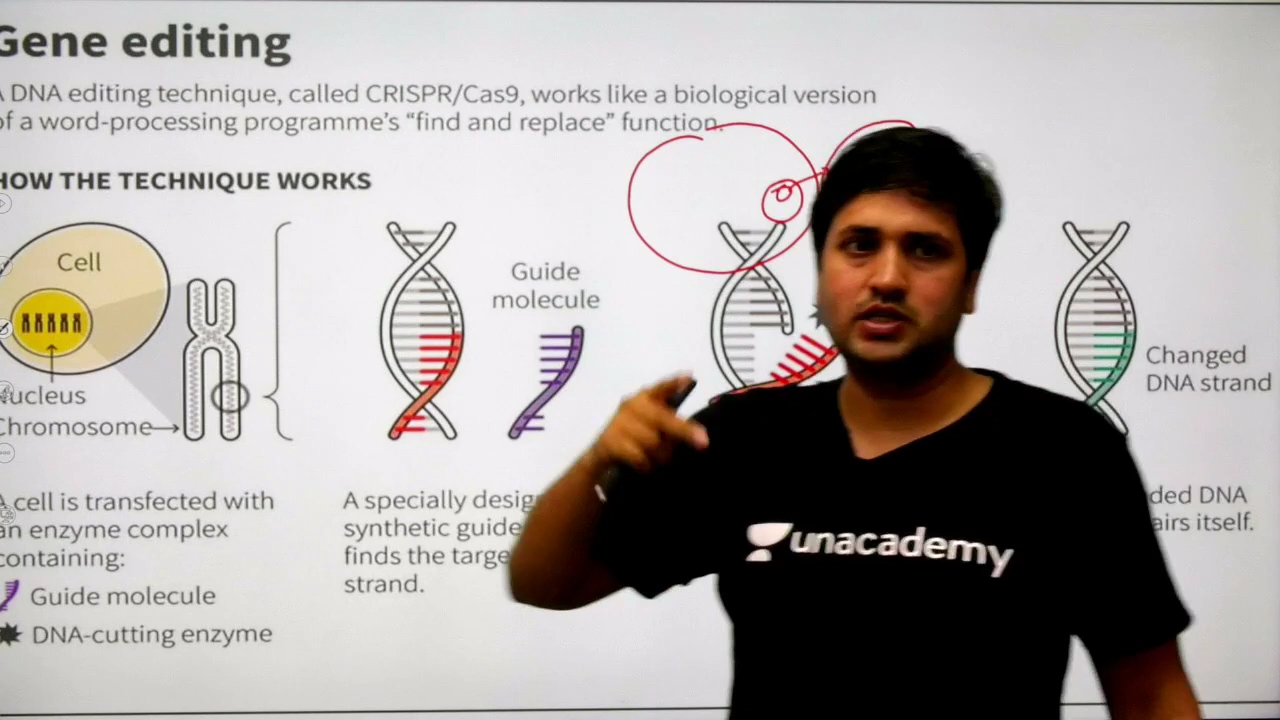 Gene editing
A DNA editing technique, called CRISPR/Cas9, works like a biological version
of a word-processing programme's “find and replace” function.
HOW THE TECHNIQUE WORKS
Cell
Nucleus
Chromosome
A cell is transfected with
an enzyme complex
containing:
Guide molecule
DNA-cutting enzyme
Guide
molecule
A specially desig
synthetic guide
finds the targe
strand.
Changed
DNA strand
ded DNA
airs itself.
unacademy